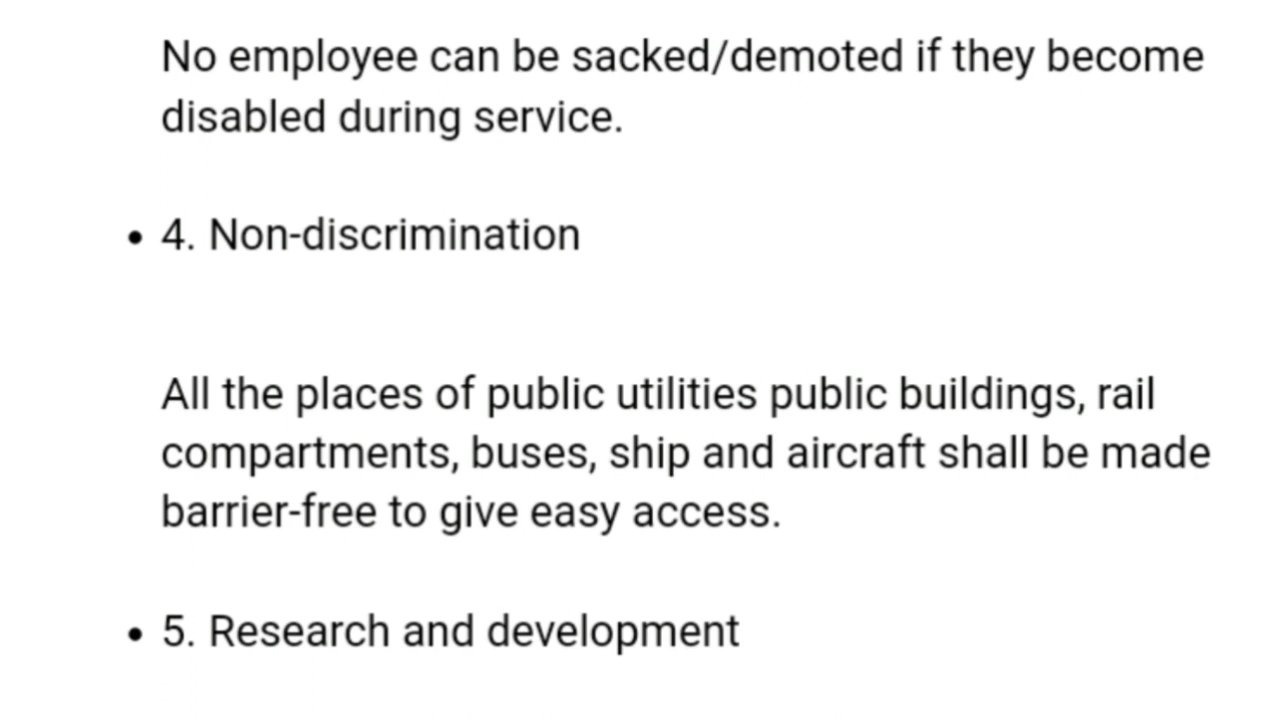 No employee can be sacked/demoted if they become
disabled during service.
• 4. Non-discrimination
All the places of public utilities public buildings, rail
compartments, buses, ship and aircraft shall be made
barrier-free to give easy access.
• 5. Research and development